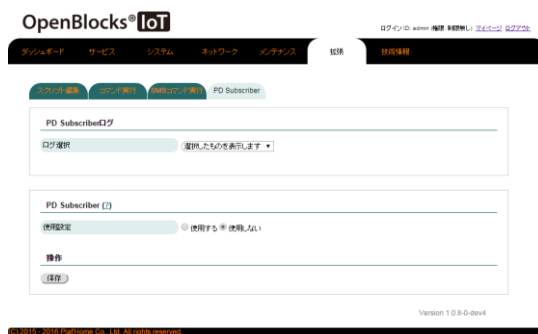 OpenBlocks® IoT
ログインID: admin (権限: 制限無し) マイページ ログアウト
ダッシュボード サービス システム ネットワーク メンテナンス 拡張 技術情報
スクリプト編集 コマンド実行 SMSコマンド実行 PD Subscriber
PD Subscriberログ
ログ選択 選択したものを表示します ▼
PD Subscriber (?)
使用設定 使用する 使用しない
操作
保存
Version 1.0.8-0-dev4
(C) 2015 - 2016 Plat'Home Co., Ltd. All rights reserved.